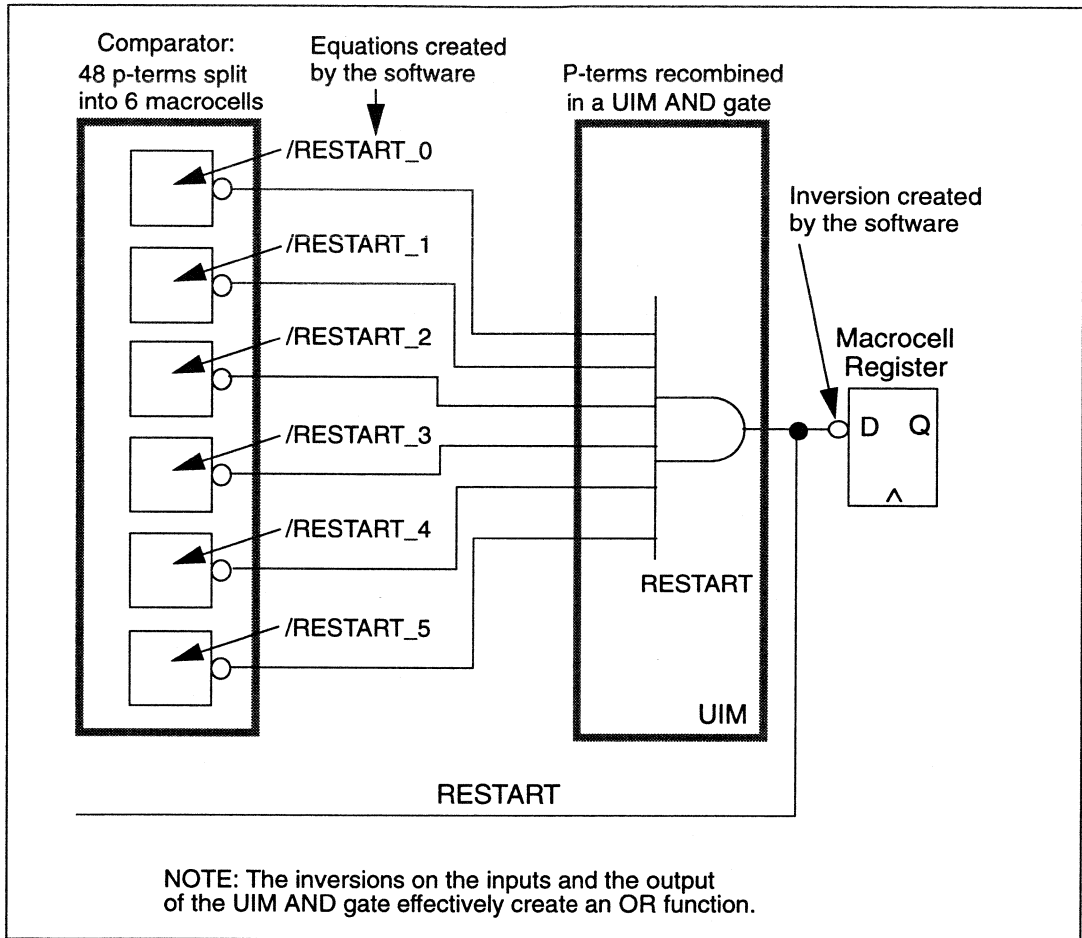 Comparator:
48 p-terms split
into 6 macrocells
Equations created
by the software
P-terms recombined
in a UIM AND gate
/RESTART_0
/RESTART_1
/RESTART_2
/RESTART_3
/RESTART_4
/RESTART_5
Inversion created
by the software
Macrocell
Register
D Q
RESTART
UIM
RESTART
NOTE: The inversions on the inputs and the output
of the UIM AND gate effectively create an OR function.